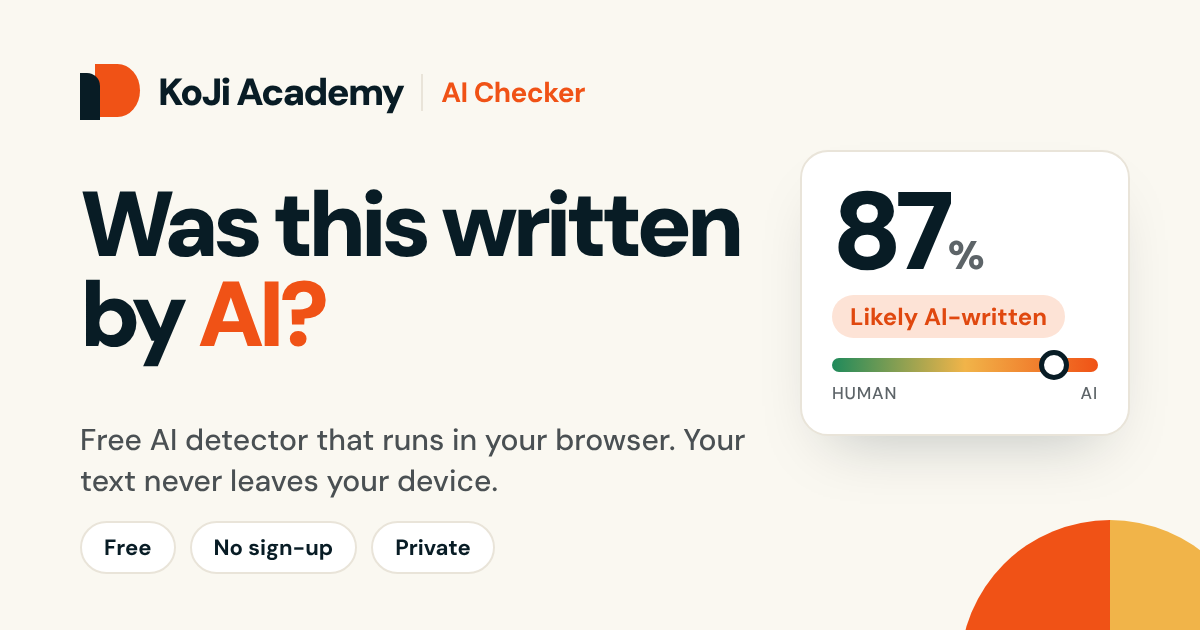 KoJi Academy
AI Checker
Was this written
by AI?
Free AI detector that runs in your browser. Your
text never leaves your device.
Free
No sign-up
Private
87%
Likely AI-written
HUMAN
AI